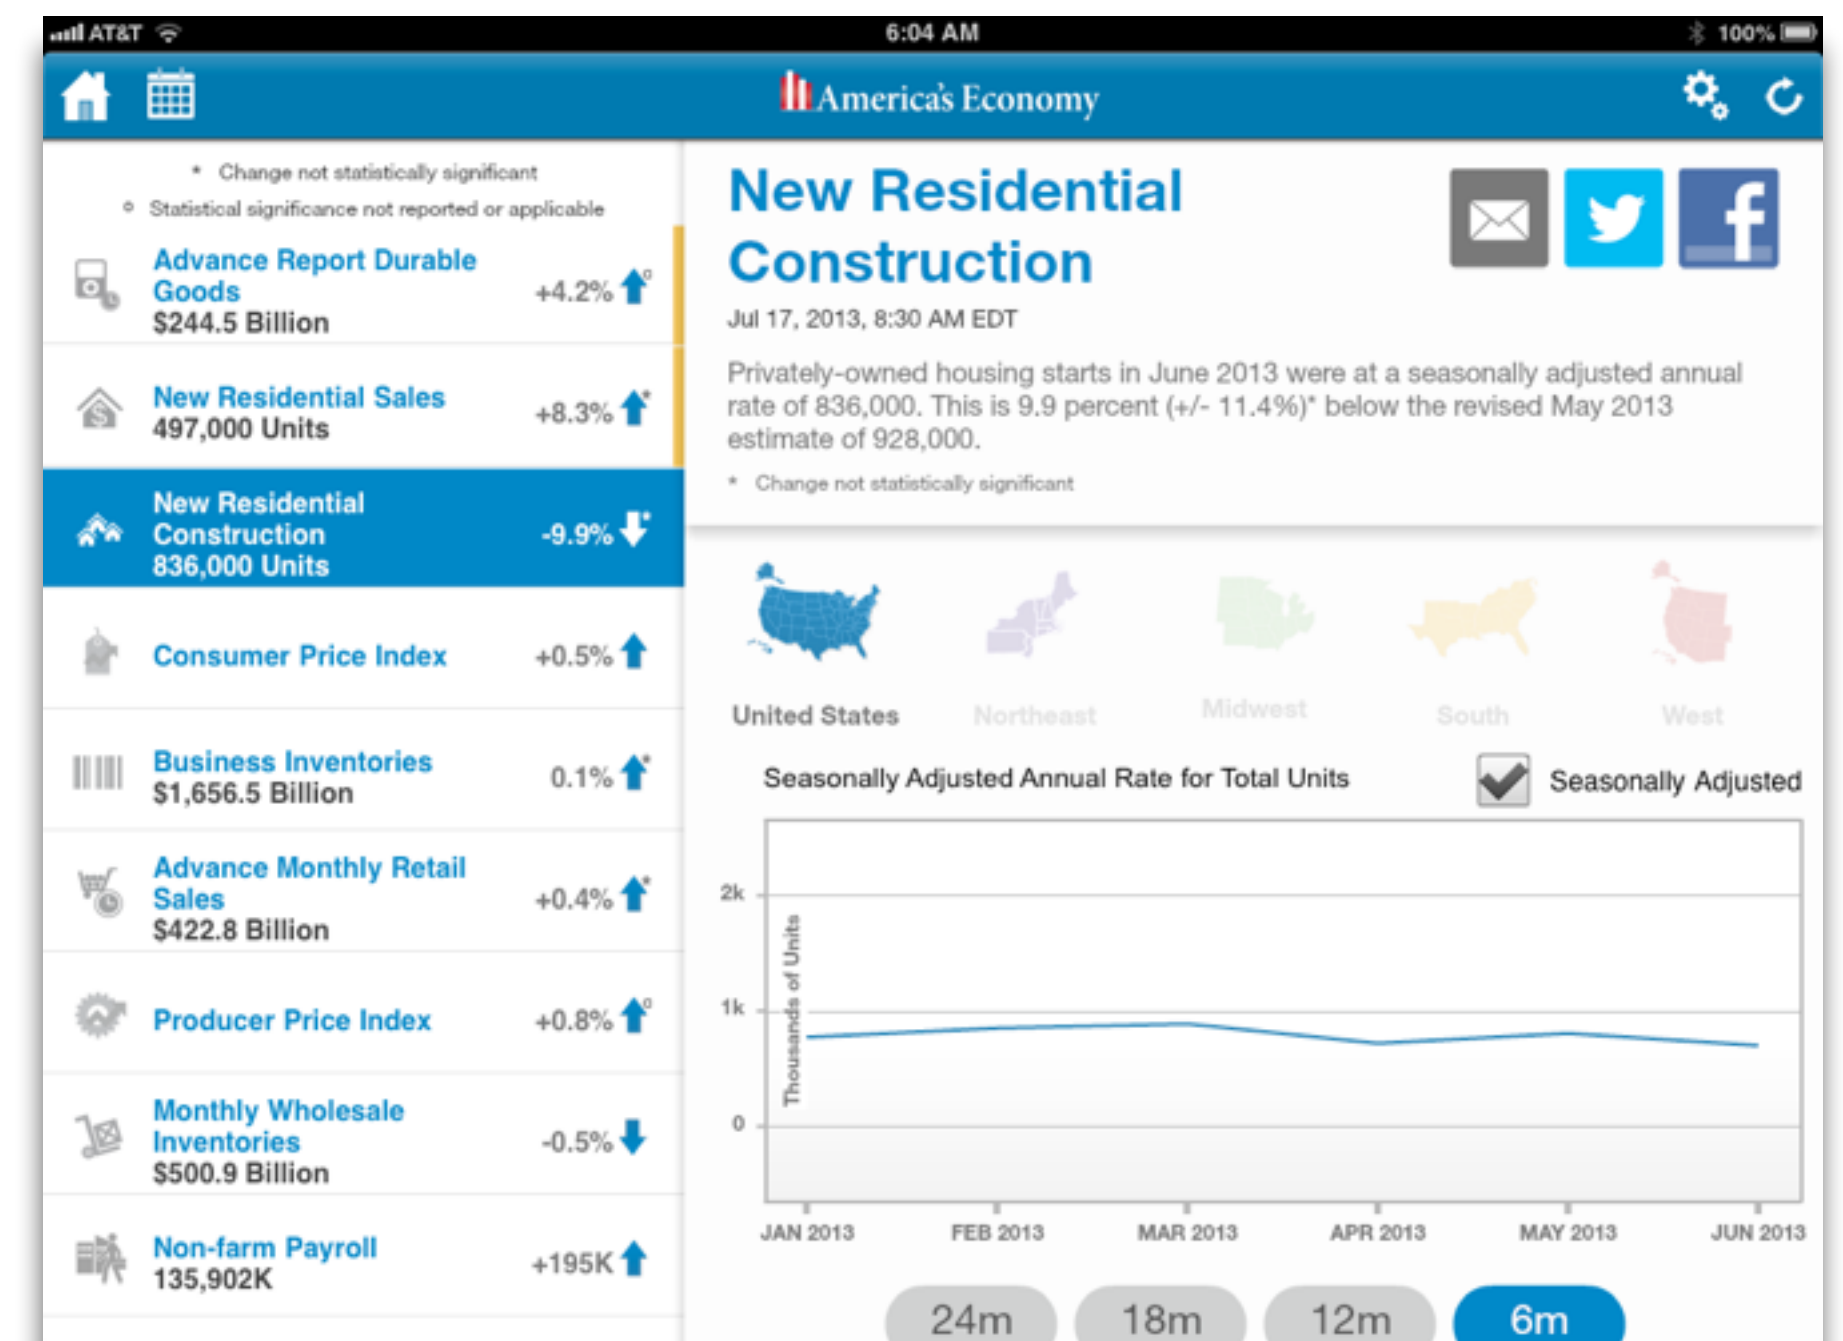 AT&T
6:04 AM
100%
America's Economy
* Change not statistically significant
o Statistical significance not reported or applicable
Advance Report Durable
Goods
$244.5 Billion
+4.2%
o
New Residential Sales
497,000 Units
+8.3%
*
New Residential
Construction
836,000 Units
-9.9%
*
Consumer Price Index
+0.5%
Business Inventories
$1,656.5 Billion
0.1%
*
Advance Monthly Retail
Sales
$422.8 Billion
+0.4%
*
Producer Price Index
+0.8%
o
Monthly Wholesale
Inventories
$500.9 Billion
-0.5%
Non-farm Payroll
135,902K
+195K
New Residential
Construction
Jul 17, 2013, 8:30 AM EDT
Privately-owned housing starts in June 2013 were at a seasonally adjusted annual
rate of 836,000. This is 9.9 percent (+/- 11.4%)* below the revised May 2013
estimate of 928,000.
* Change not statistically significant
f
United States
Northeast
Midwest
South
West
Seasonally Adjusted Annual Rate for Total Units
Seasonally Adjusted
2k
1k
0
Thousands of Units
JAN 2013
FEB 2013
MAR 2013
APR 2013
MAY 2013
JUN 2013
24m
18m
12m
6m